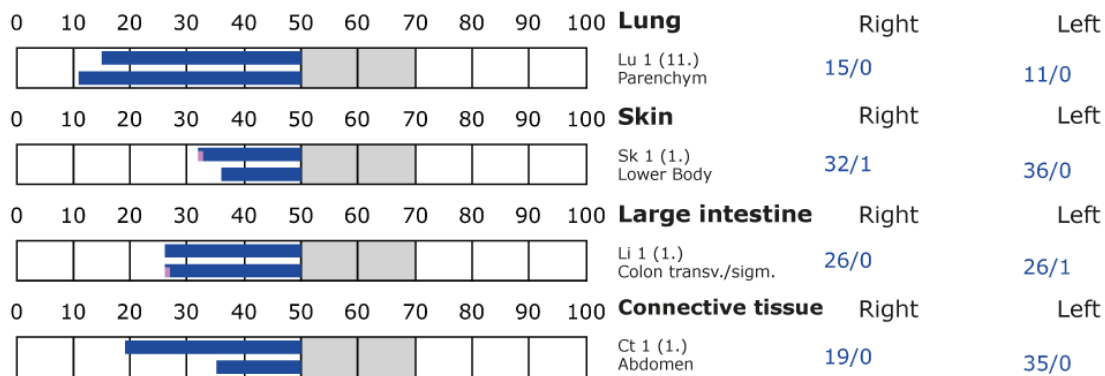 0 10 20 30 40 50 60 70 80 90 100 Lung Right Left
Lu 1 (11.)
Parenchym 15/0 11/0
0 10 20 30 40 50 60 70 80 90 100 Skin Right Left
Sk 1 (1.)
Lower Body 32/1 36/0
0 10 20 30 40 50 60 70 80 90 100 Large intestine Right Left
Li 1 (1.)
Colon transv./sigm. 26/0 26/1
0 10 20 30 40 50 60 70 80 90 100 Connective tissue Right Left
Ct 1 (1.)
Abdomen 19/0 35/0